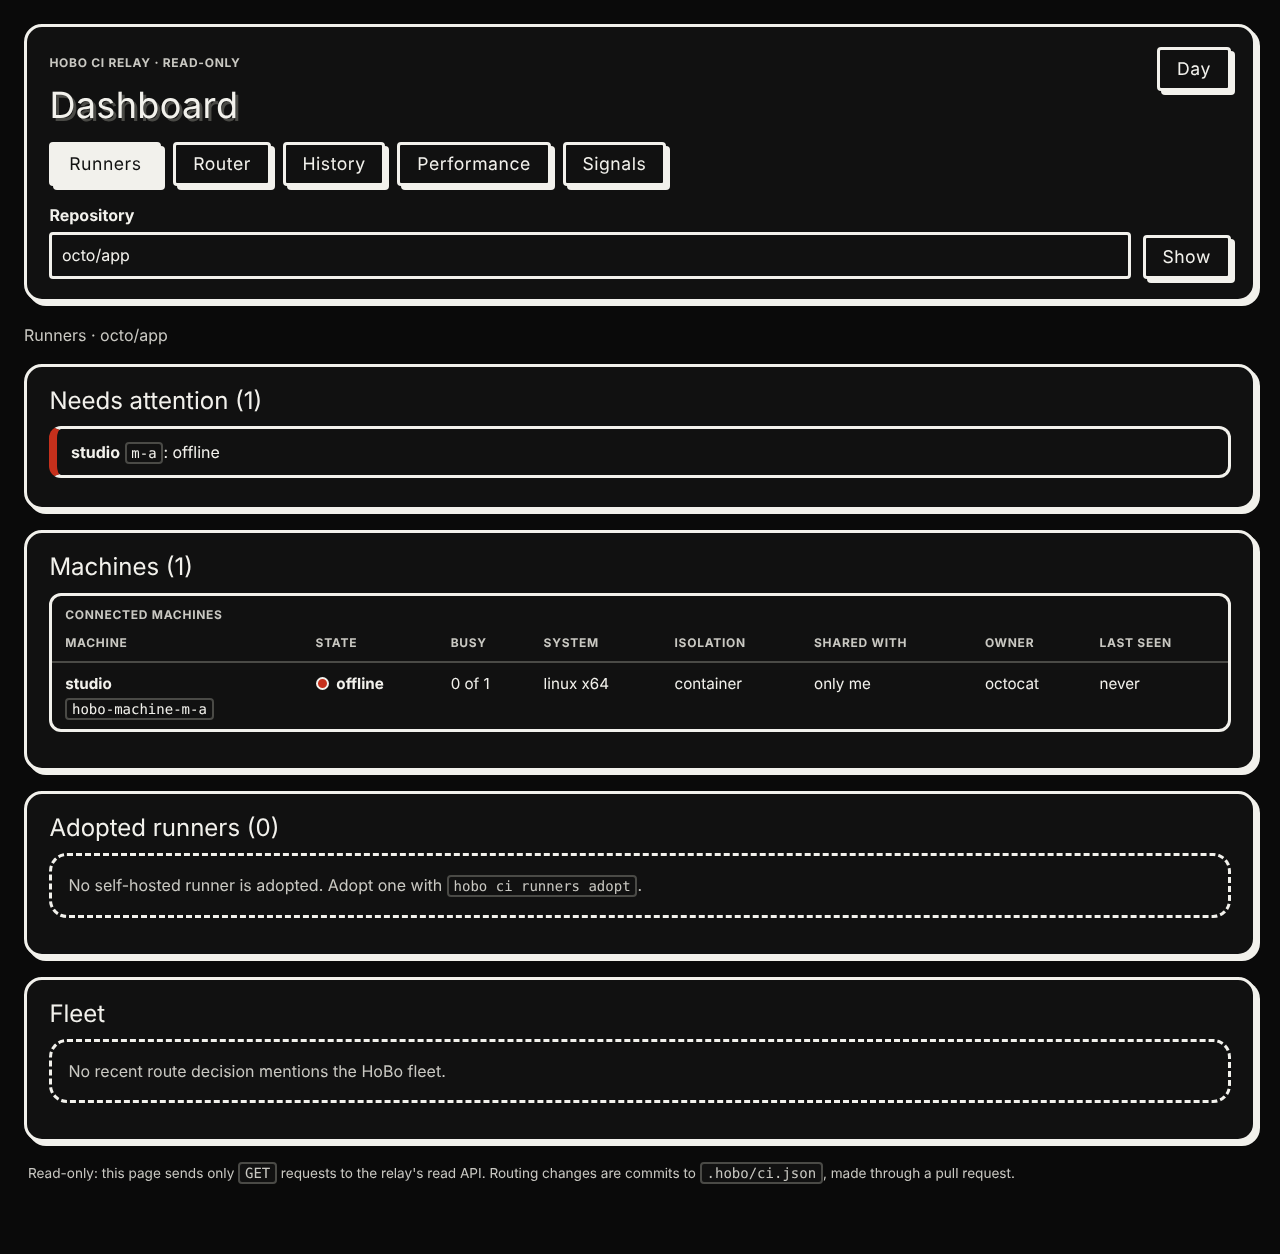 HOBO CI RELAY · READ-ONLY
Day
Dashboard
Runners Router History Performance Signals
Repository
octo/app
Show
Runners · octo/app
Needs attention (1)
studio m-a: offline
Machines (1)
CONNECTED MACHINES
MACHINE STATE BUSY SYSTEM ISOLATION SHARED WITH OWNER LAST SEEN
studio offline 0 of 1 linux x64 container only me octocat never
hobo-machine-m-a
Adopted runners (0)
No self-hosted runner is adopted. Adopt one with hobo ci runners adopt.
Fleet
No recent route decision mentions the HoBo fleet.
Read-only: this page sends only GET requests to the relay's read API. Routing changes are commits to .hobo/ci.json, made through a pull request.